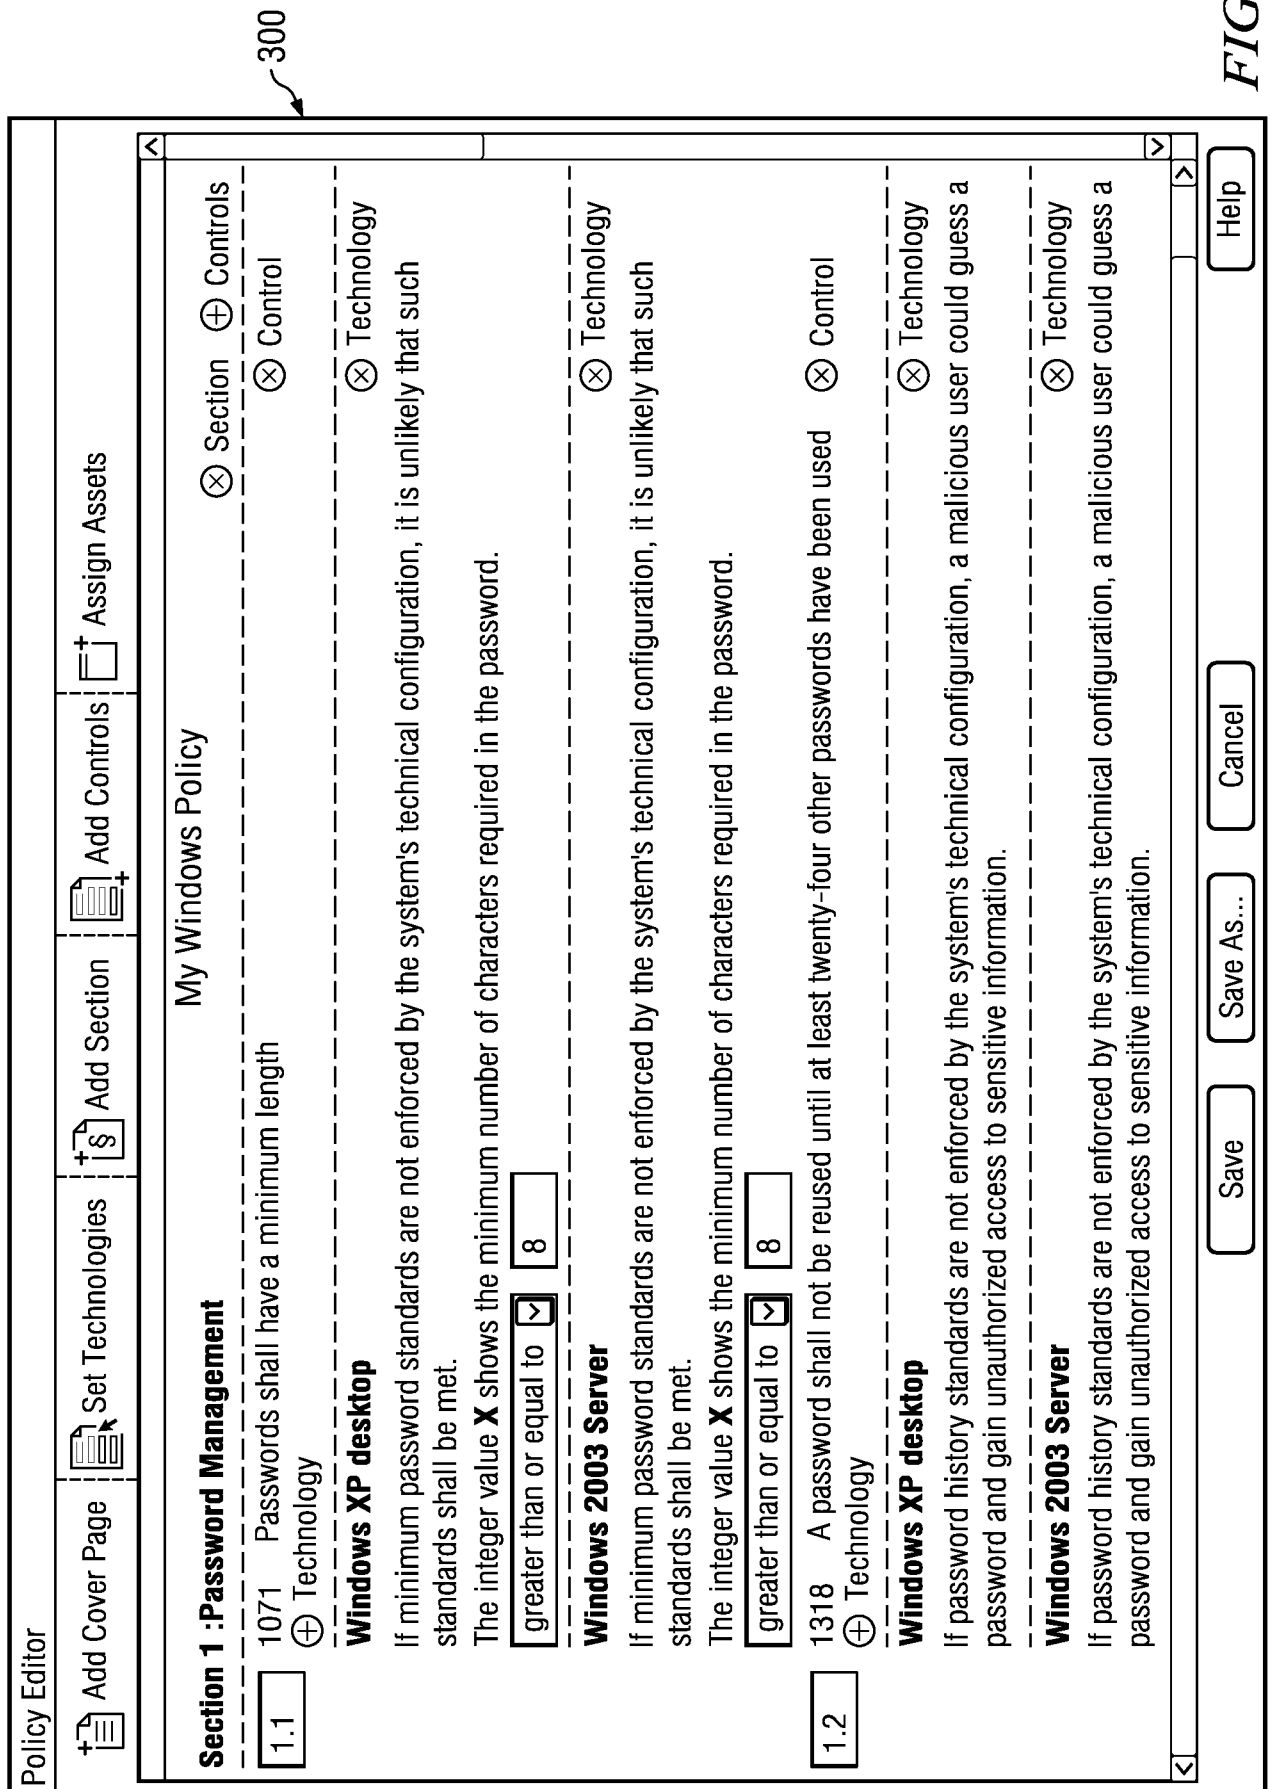 Policy Editor
Add Cover Page Set Technologies § Add Section Add Controls Assign Assets
My Windows Policy
Section 1 :Password Management Section Controls
1.1 1071 Passwords shall have a minimum length Control
Technology
Windows XP desktop Technology
If minimum password standards are not enforced by the system's technical configuration, it is unlikely that such
standards shall be met.
The integer value X shows the minimum number of characters required in the password.
greater than or equal to 8
Windows 2003 Server Technology
If minimum password standards are not enforced by the system's technical configuration, it is unlikely that such
standards shall be met.
The integer value X shows the minimum number of characters required in the password.
greater than or equal to 8
1.2 1318 A password shall not be reused until at least twenty-four other passwords have been used Control
Technology
Windows XP desktop Technology
If password history standards are not enforced by the system's technical configuration, a malicious user could guess a
password and gain unauthorized access to sensitive information.
Windows 2003 Server Technology
If password history standards are not enforced by the system's technical configuration, a malicious user could guess a
password and gain unauthorized access to sensitive information.
Save Save As... Cancel Help
300
FIG